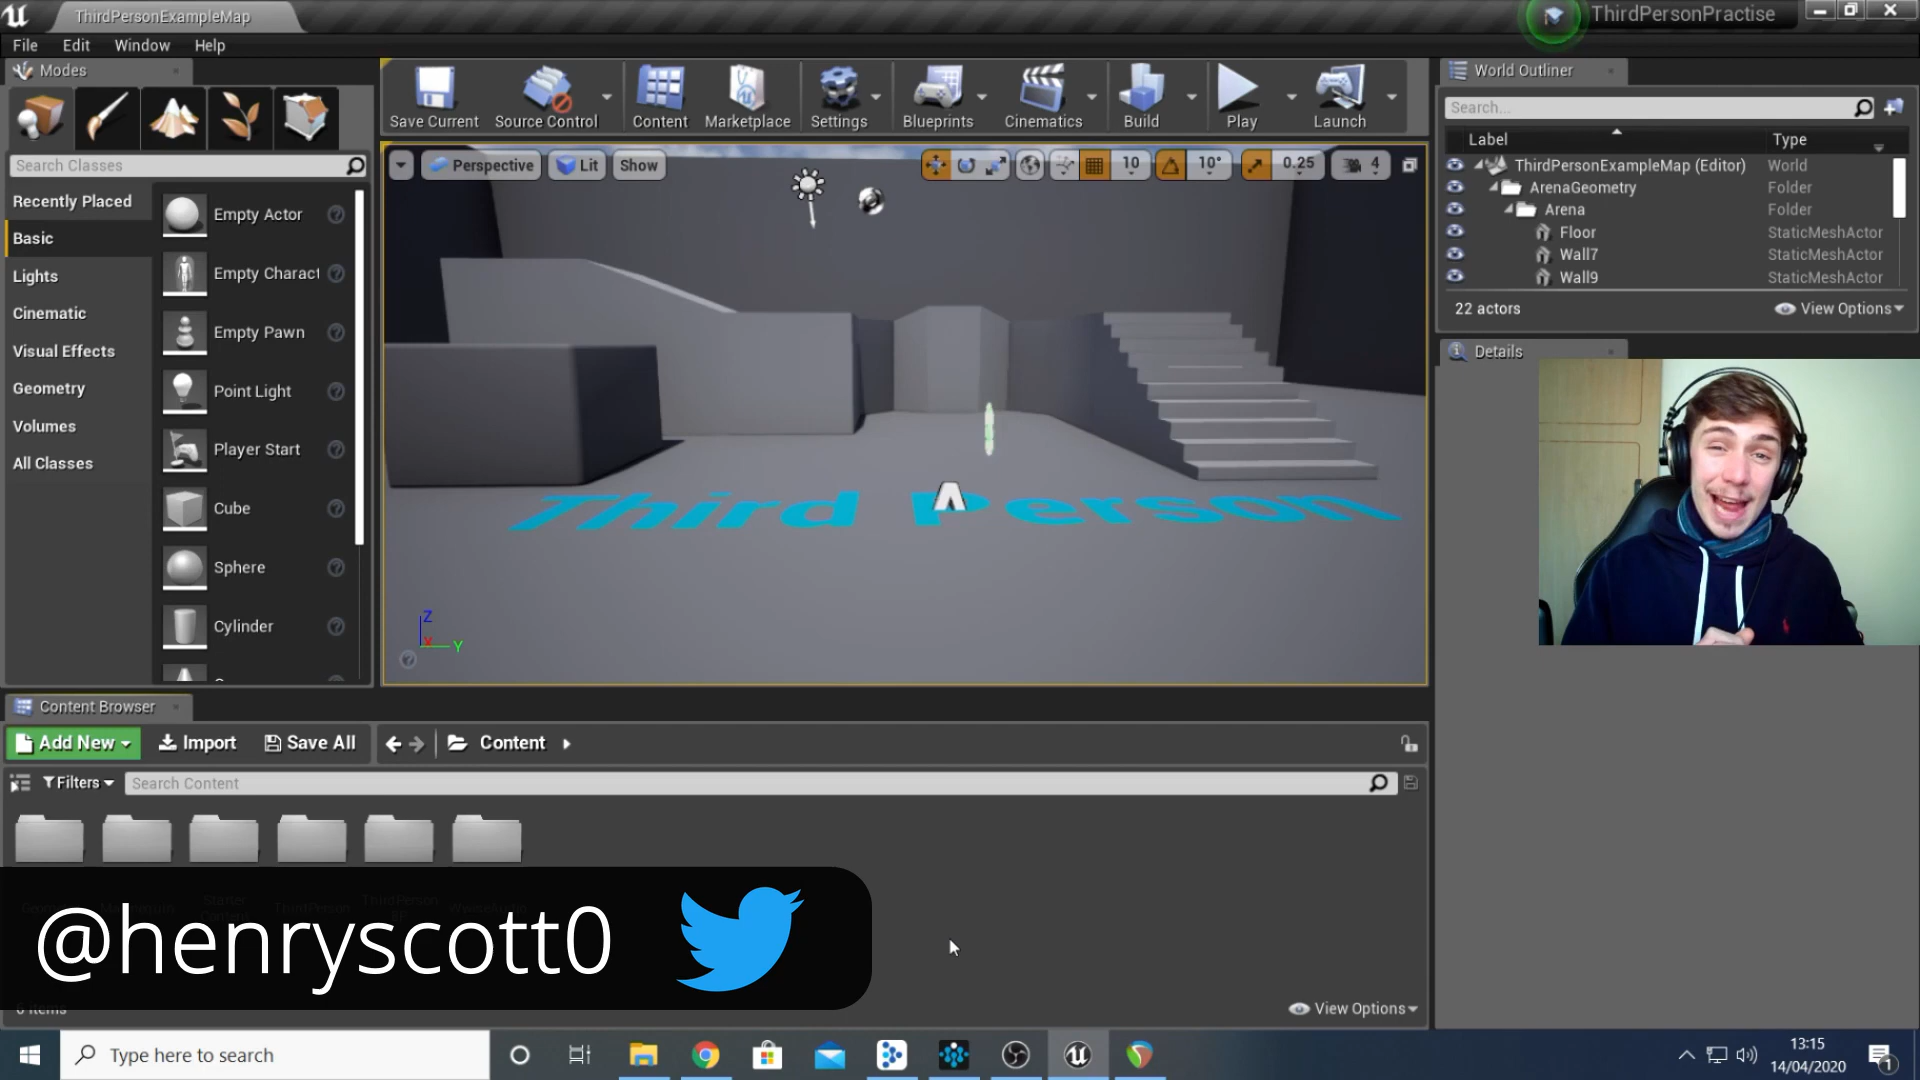 ThirdPersonExampleMap
ThirdPersonPractise
File Edit Window Help
Modes
Search Classes
Recently Placed
Basic
Lights
Cinematic
Visual Effects
Geometry
Volumes
All Classes
Empty Actor
Empty Charact
Empty Pawn
Point Light
Player Start
Cube
Sphere
Cylinder
Save Current Source Control Content Marketplace Settings Blueprints Cinematics Build Play Launch
Perspective Lit Show 10 10° 0.25 4
Third Person
Z
X
Y
World Outliner
Search...
Label Type
ThirdPersonExampleMap (Editor) World
ArenaGeometry Folder
Arena Folder
Floor StaticMeshActor
Wall7 StaticMeshActor
Wall9 StaticMeshActor
22 actors View Options
Details
Content Browser
Add New Import Save All Content
Filters Search Content
@henryscott0
6 items
View Options
Type here to search
13:15
14/04/2020
1